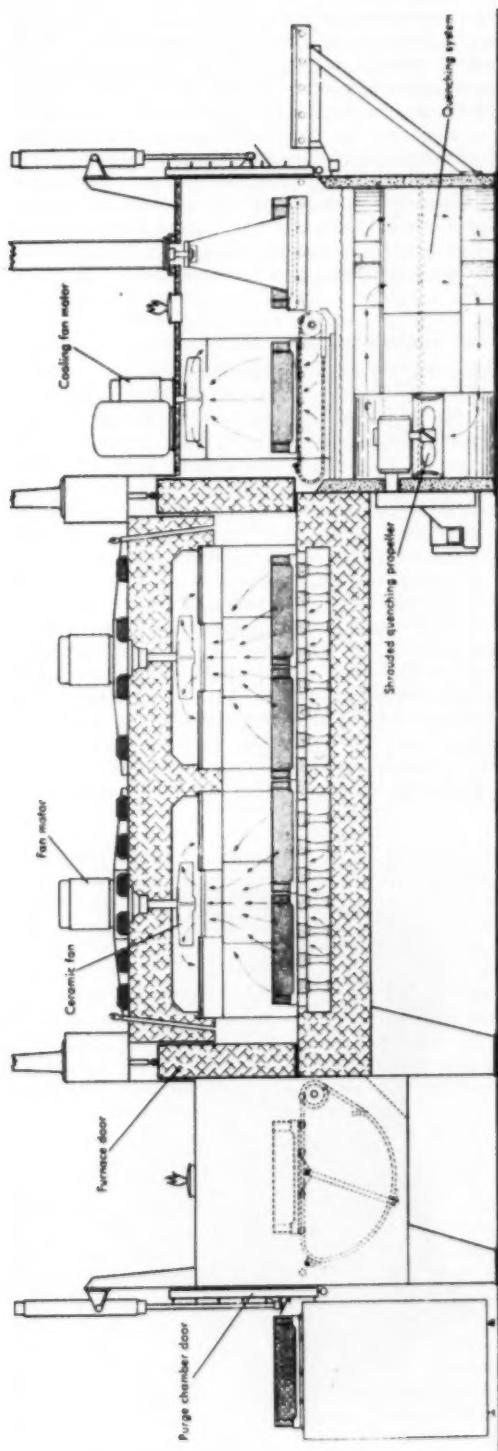 Purge chamber door
Furnace door
Ceramic fan
Fan motor
Cooling fan motor
Shrouded quenching propeller
Quenching system